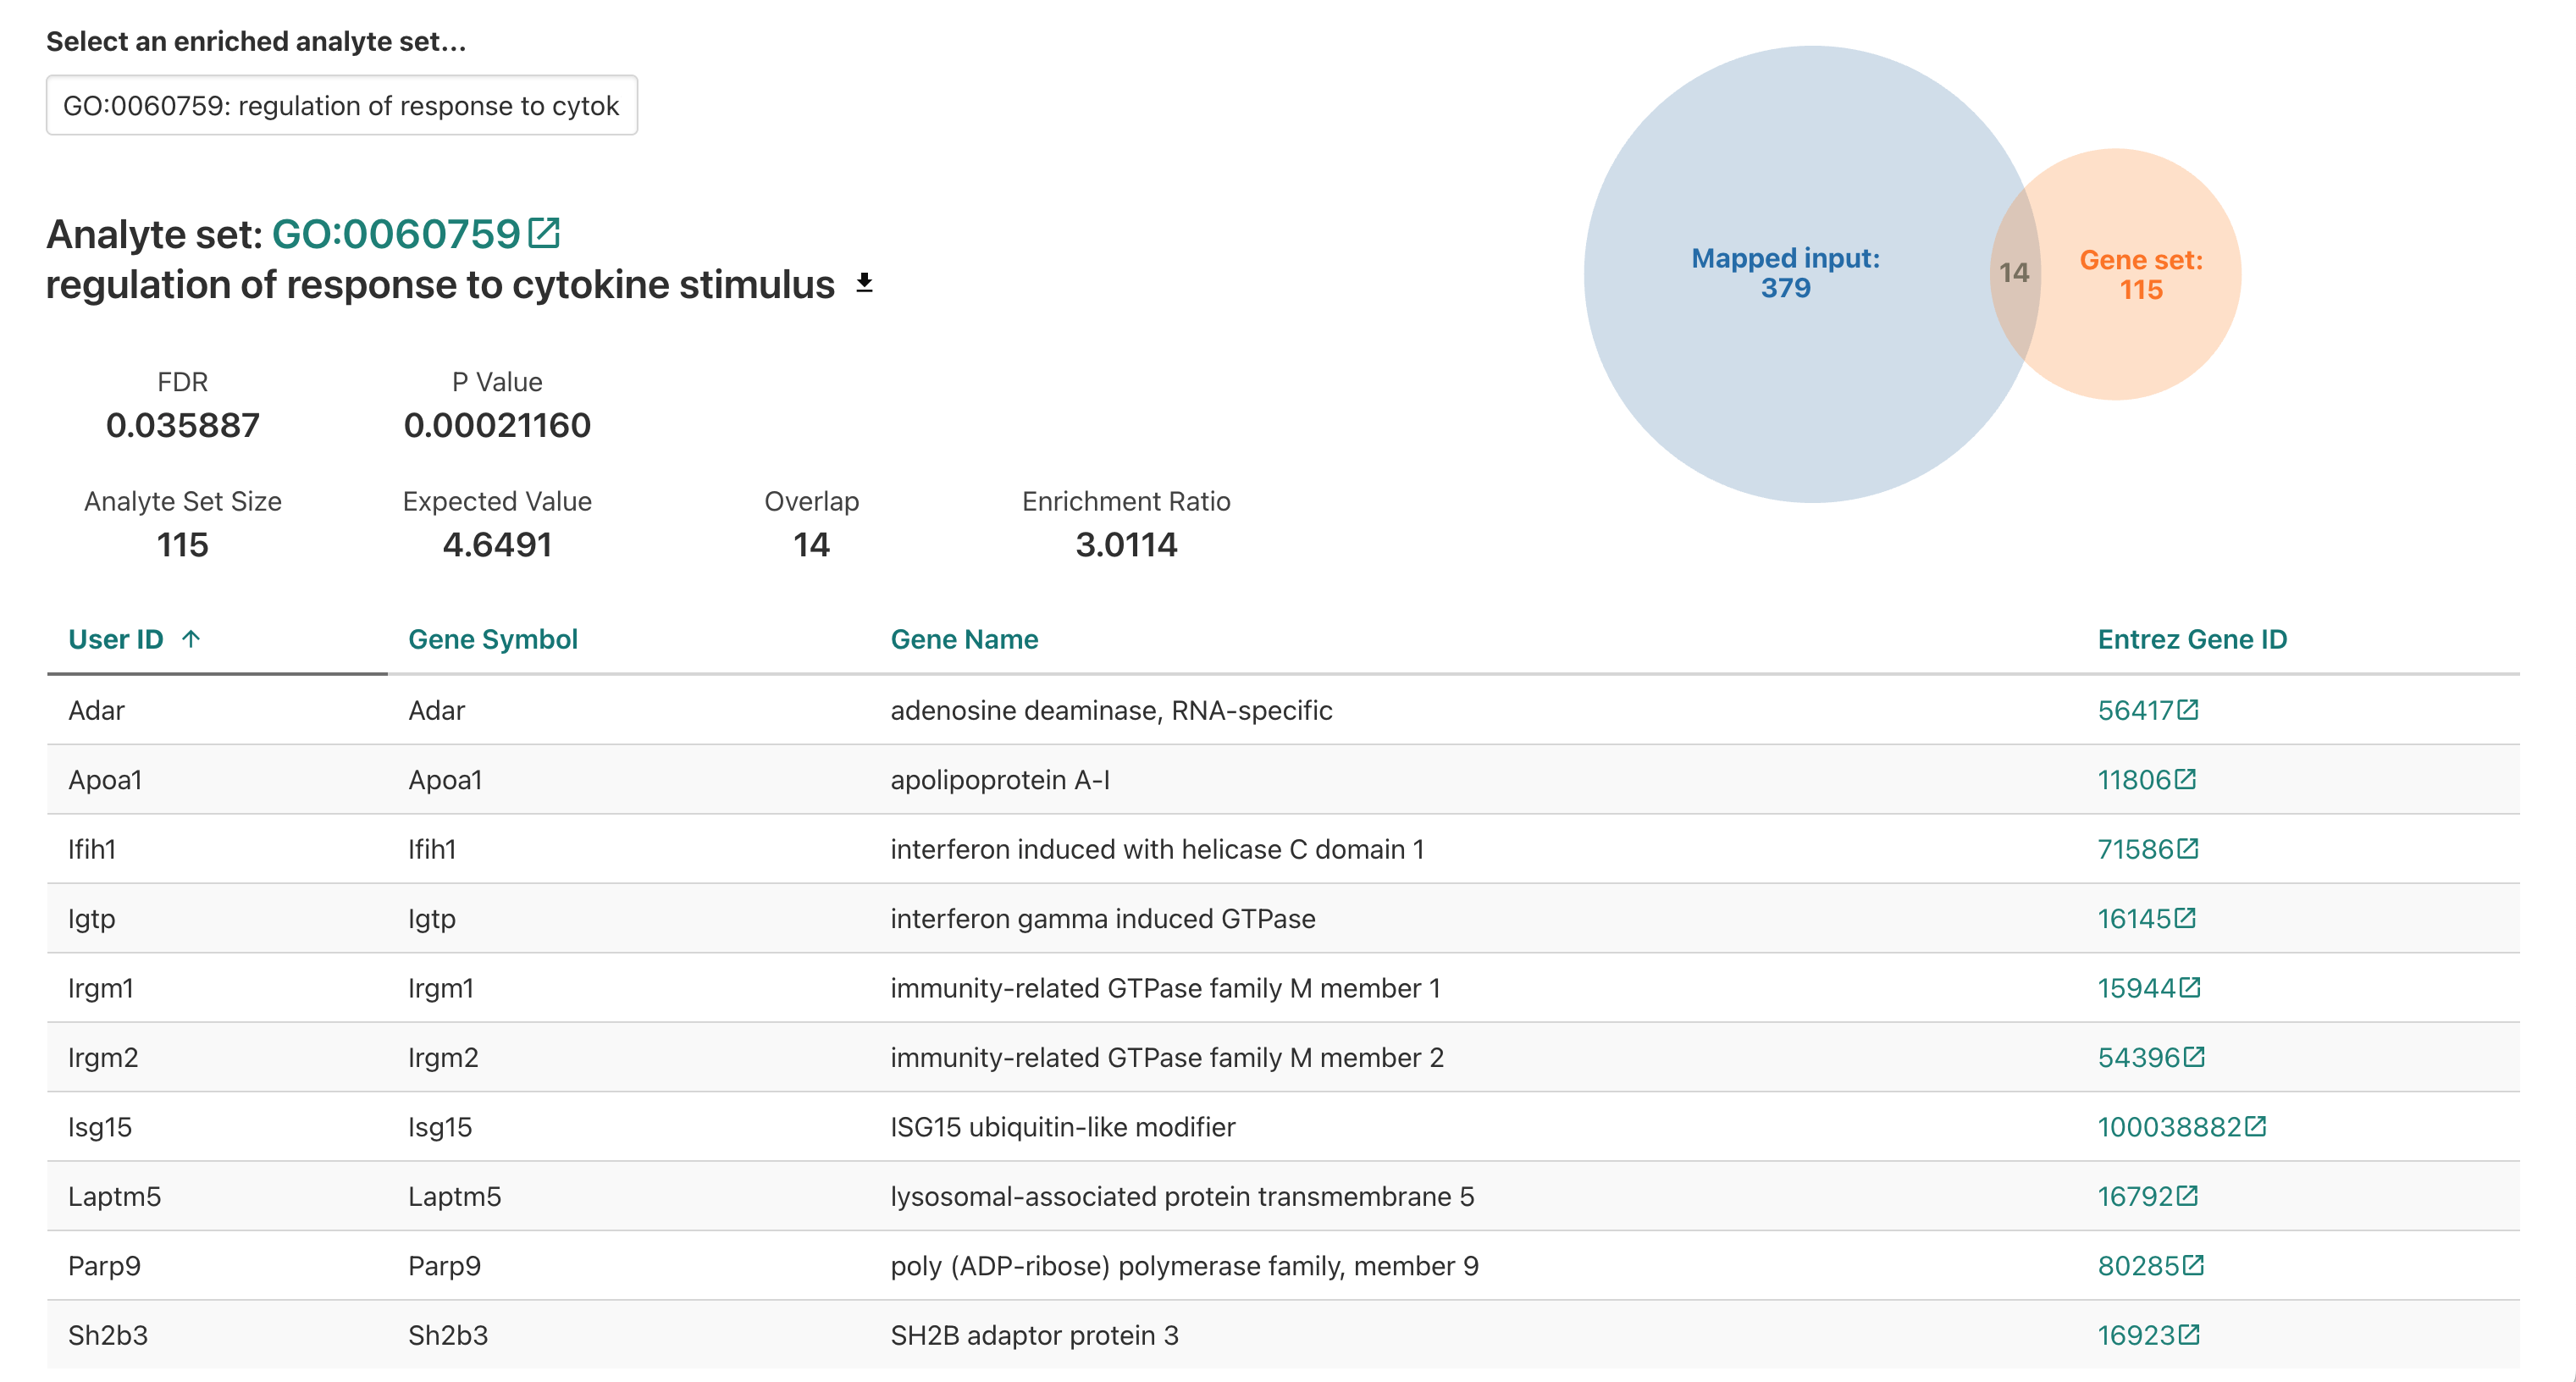 Select an enriched analyte set...
GO:0060759: regulation of response to cytok
Analyte set: GO:0060759
regulation of response to cytokine stimulus
Mapped input:
379
14
Gene set:
115
FDR P Value
0.035887 0.00021160
Analyte Set Size Expected Value Overlap Enrichment Ratio
115 4.6491 14 3.0114
User ID ↑ Gene Symbol Gene Name Entrez Gene ID
Adar Adar adenosine deaminase, RNA-specific 56417
Apoa1 Apoa1 apolipoprotein A-I 11806
Ifih1 Ifih1 interferon induced with helicase C domain 1 71586
Igtp Igtp interferon gamma induced GTPase 16145
Irgm1 Irgm1 immunity-related GTPase family M member 1 15944
Irgm2 Irgm2 immunity-related GTPase family M member 2 54396
Isg15 Isg15 ISG15 ubiquitin-like modifier 100038882
Laptm5 Laptm5 lysosomal-associated protein transmembrane 5 16792
Parp9 Parp9 poly (ADP-ribose) polymerase family, member 9 80285
Sh2b3 Sh2b3 SH2B adaptor protein 3 16923